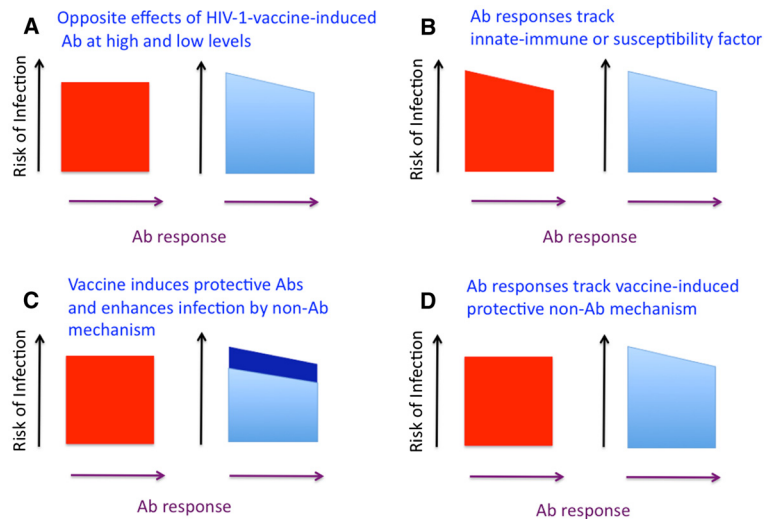 A
Opposite effects of HIV-1-vaccine-induced
Ab at high and low levels
Risk of Infection
Ab response
B
Ab responses track
innate-immune or susceptibility factor
Risk of Infection
Ab response
C
Vaccine induces protective Abs
and enhances infection by non-Ab
mechanism
Risk of Infection
Ab response
D
Ab responses track vaccine-induced
protective non-Ab mechanism
Risk of Infection
Ab response